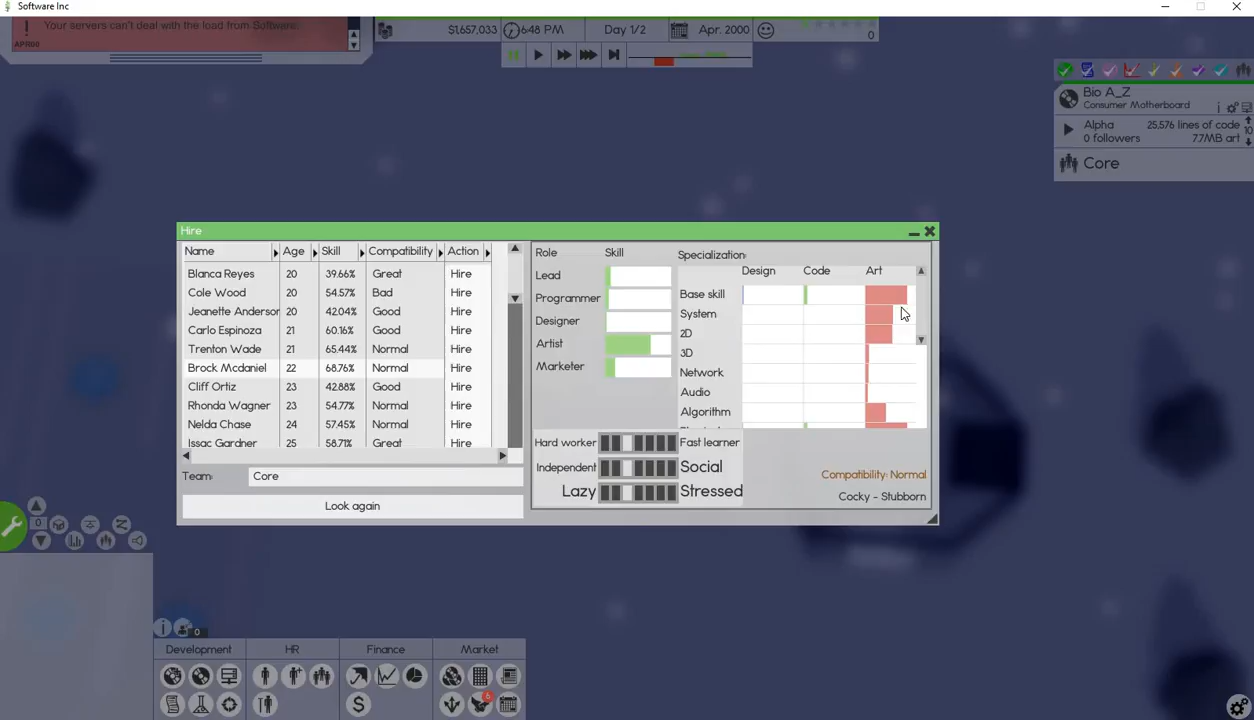 Software Inc
Your servers can't deal with the load from Software.
APR00
$1,657,033
6:48 PM
Day 1/2
Apr. 2000
0
Bio A_Z
Consumer Motherboard
Alpha
25,576 lines of code
0 followers
7.7MB art
10
Core
Hire
Name Age Skill Compatibility Action
Blanca Reyes 20 39.66% Great Hire
Cole Wood 20 54.57% Bad Hire
Jeanette Anderson 20 42.04% Good Hire
Carlo Espinoza 21 60.16% Good Hire
Trenton Wade 21 65.44% Normal Hire
Brock Mcdaniel 22 68.76% Normal Hire
Cliff Ortiz 23 42.88% Good Hire
Rhonda Wagner 23 54.77% Normal Hire
Nelda Chase 24 57.45% Normal Hire
Issac Gardner 25 58.71% Great Hire
Team: Core
Look again
Role Skill
Lead
Programmer
Designer
Artist
Marketer
Specialization:
Design Code Art
Base skill
System
2D
3D
Network
Audio
Algorithm
Hard worker Fast learner
Independent Social
Lazy Stressed
Compatibility: Normal
Cocky - Stubborn
0
0
Development HR Finance Market
6